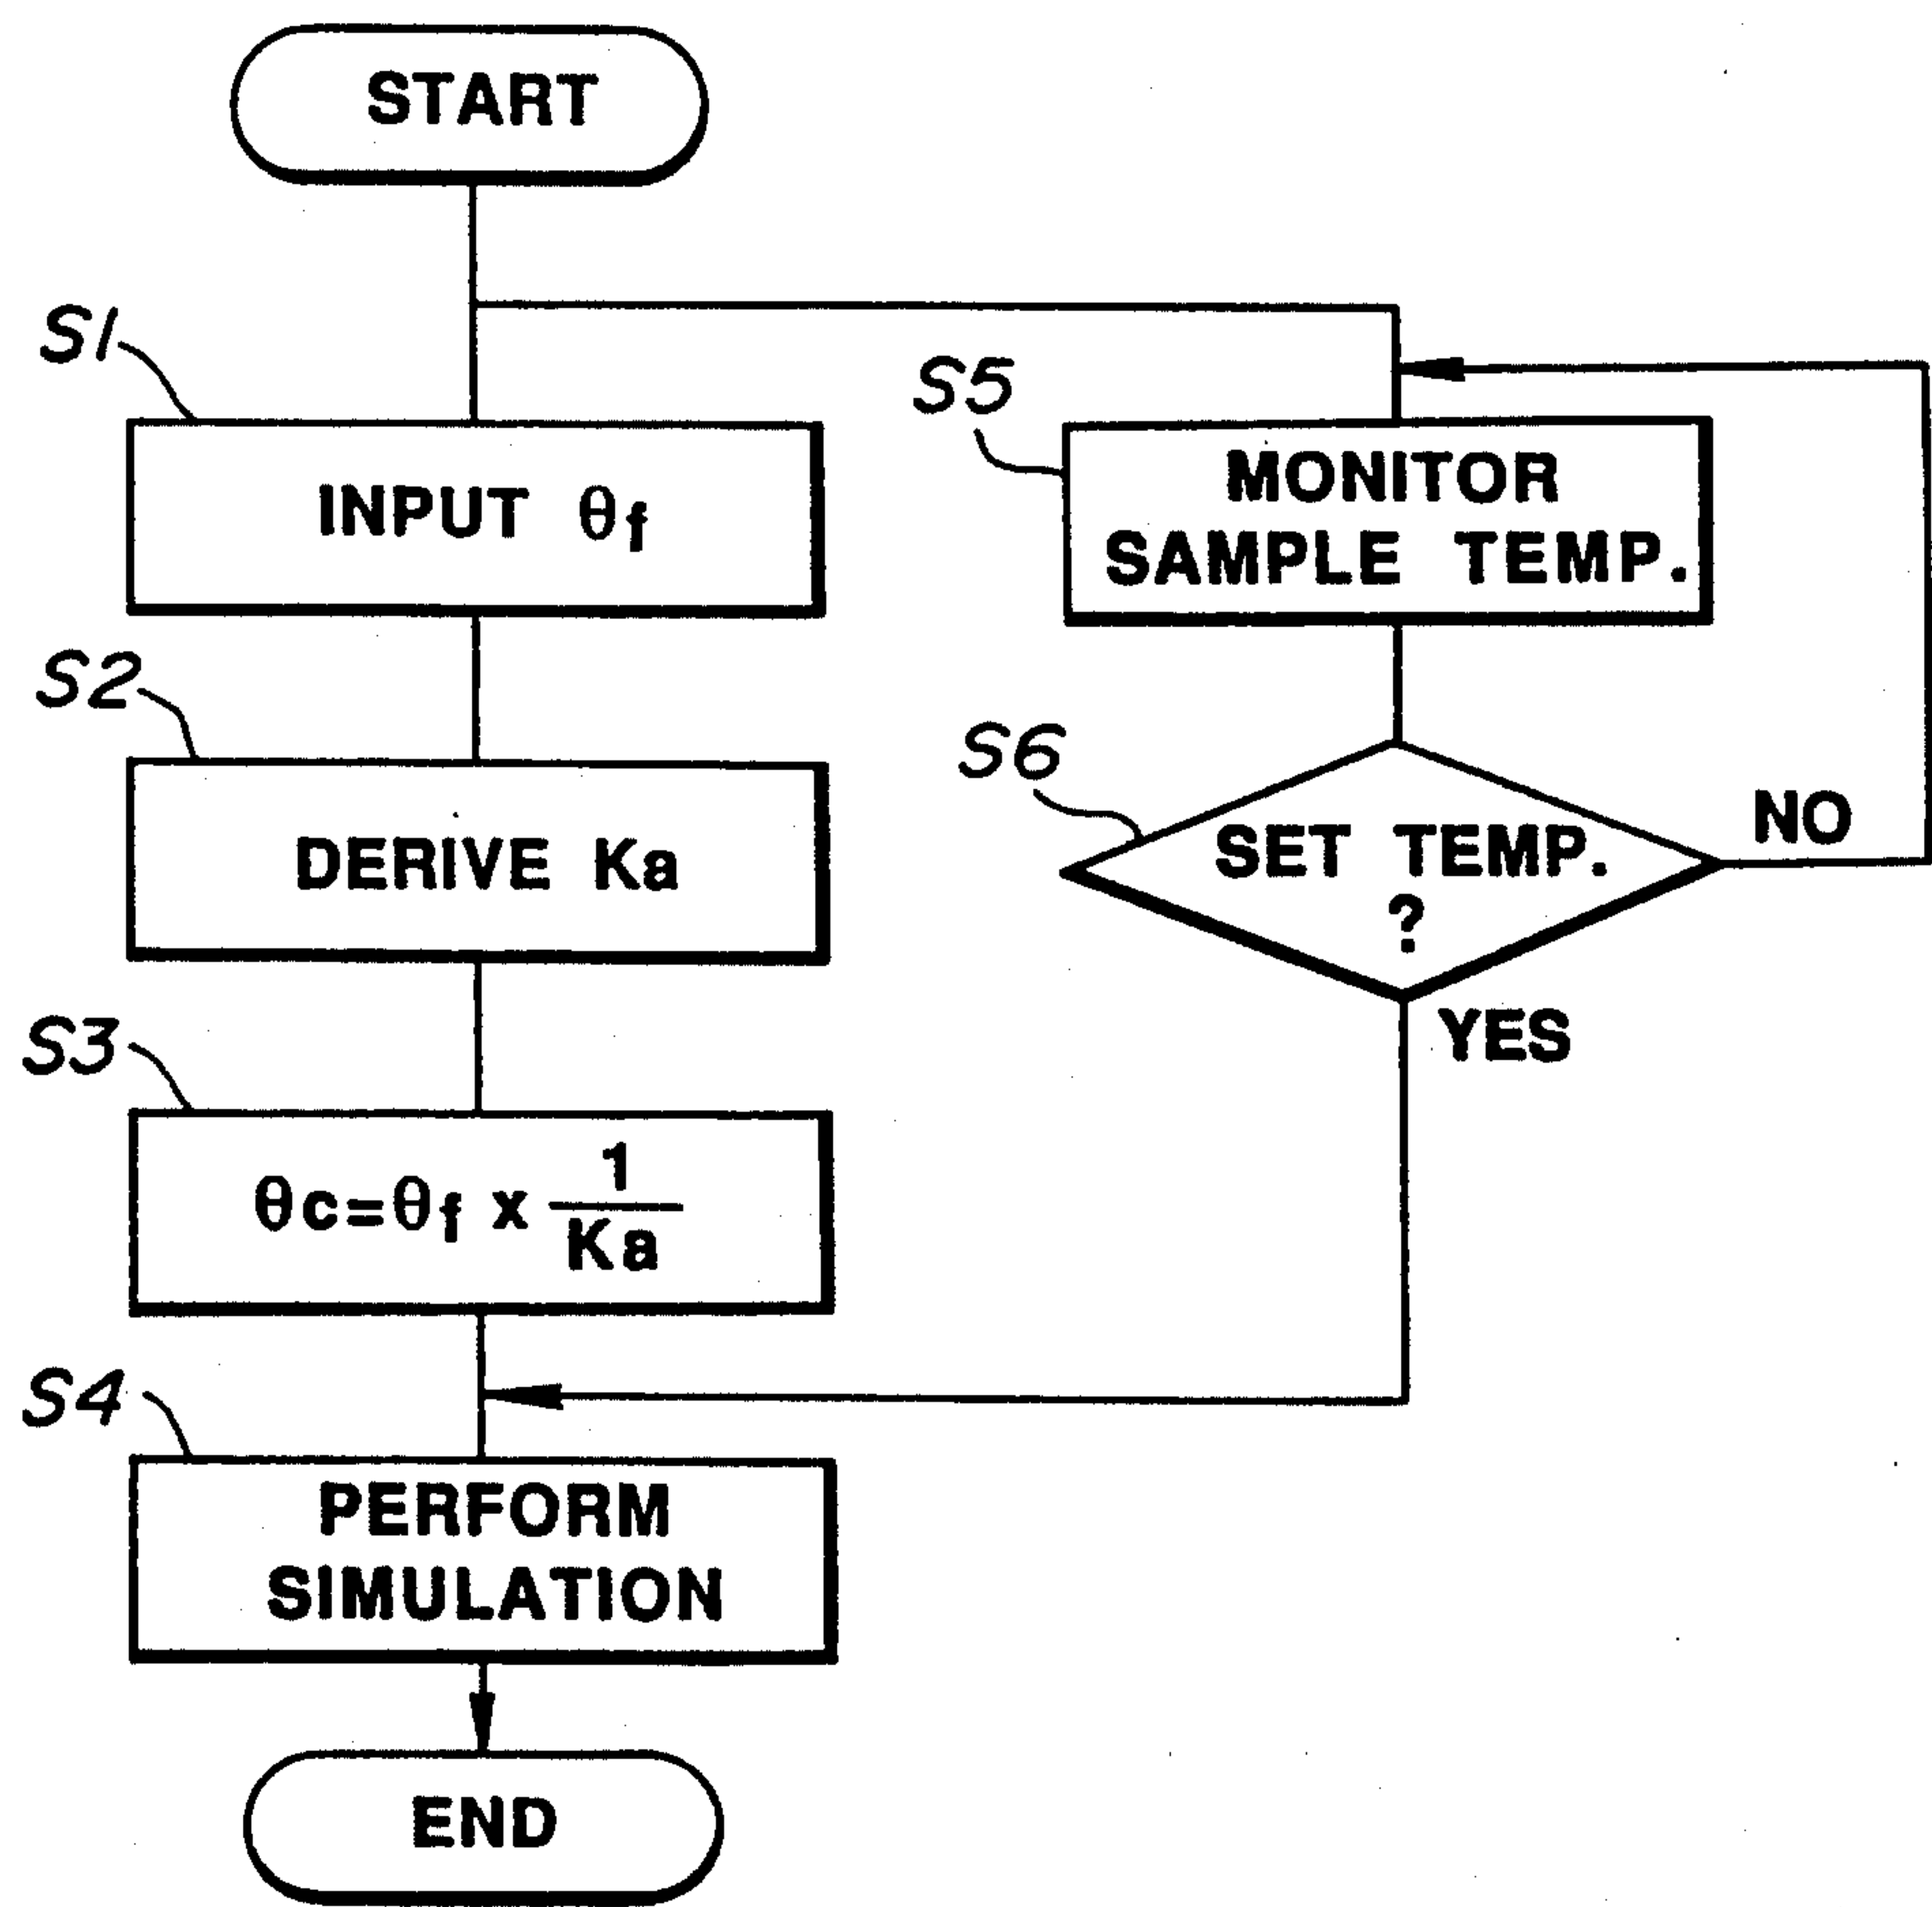 START
S1
INPUT θf
S2
DERIVE Ka
S3
θc=θf x 1/Ka
S4
PERFORM
SIMULATION
END
S5
MONITOR
SAMPLE TEMP.
S6
SET TEMP.
?
NO
YES